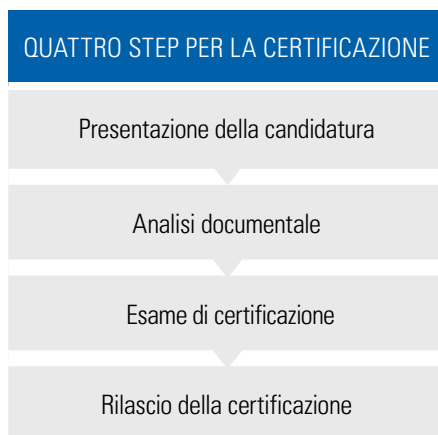 QUATTRO STEP PER LA CERTIFICAZIONE
Presentazione della candidatura
Analisi documentale
Esame di certificazione
Rilascio della certificazione